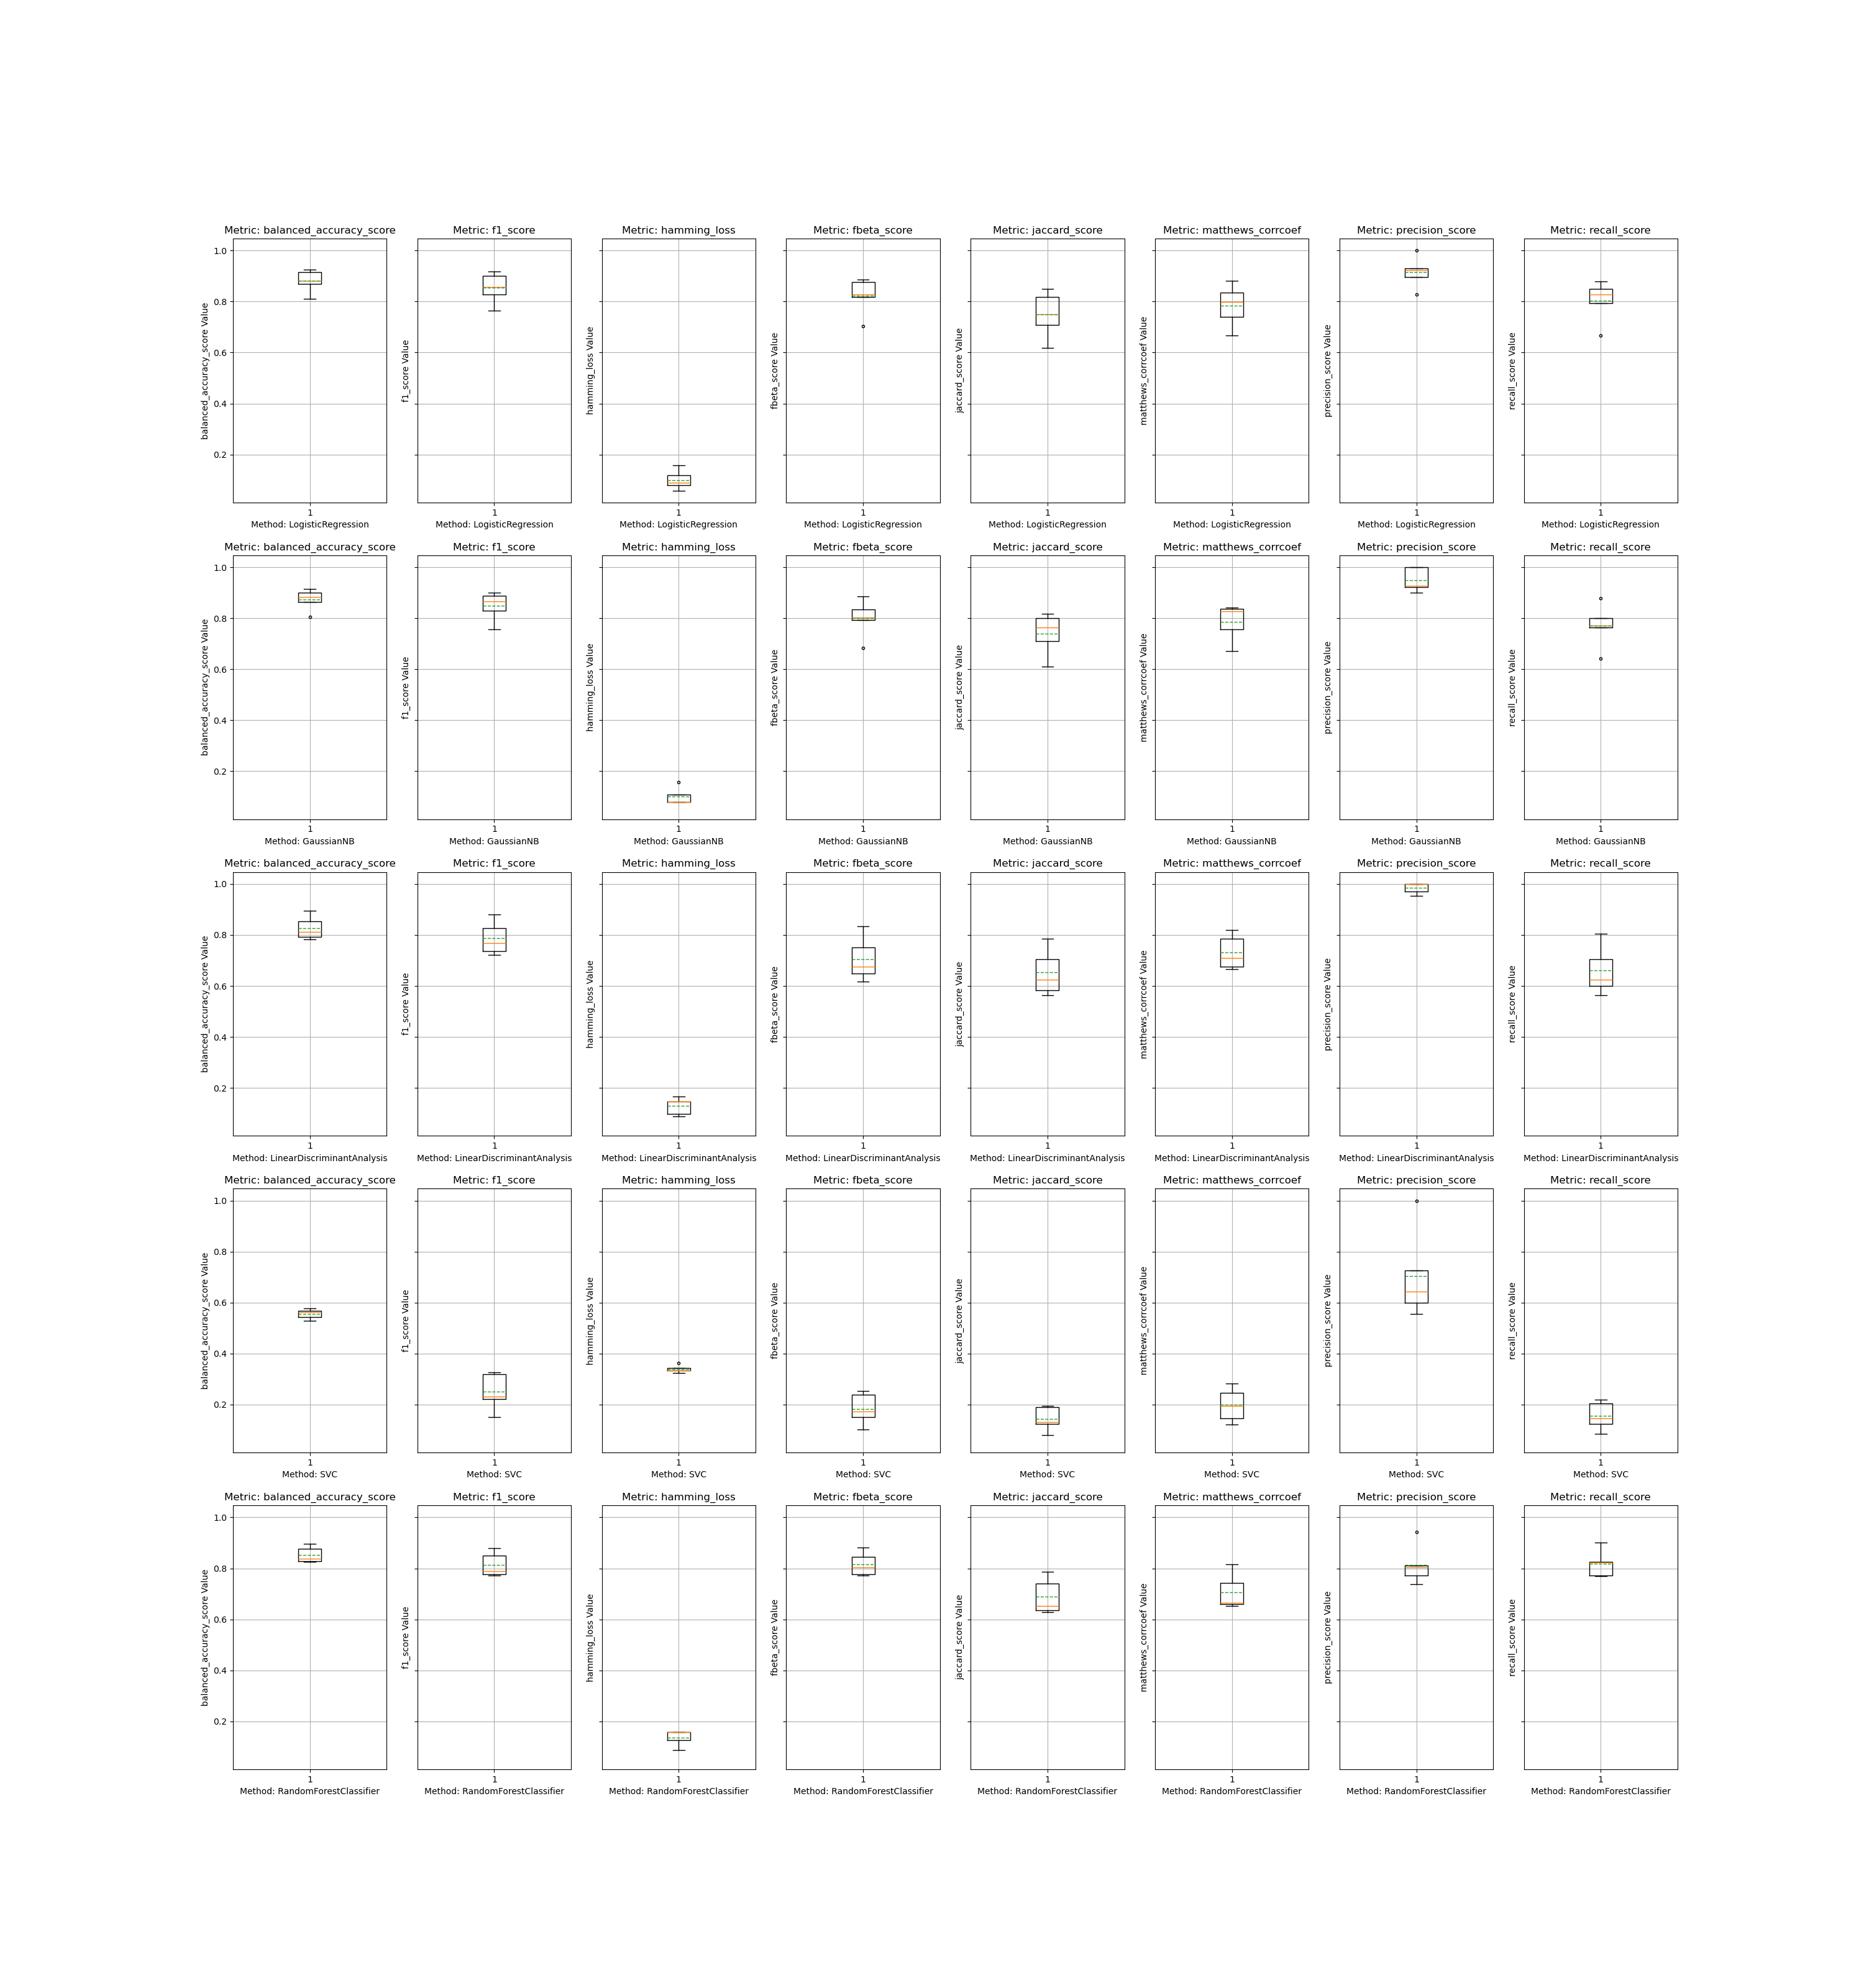 Metric: balanced_accuracy_score Metric: f1_score Metric: hamming_loss Metric: fbeta_score Metric: jaccard_score Metric: matthews_corrcoef Metric: precision_score Metric: recall_score
balanced_accuracy_score Value
f1_score Value
hamming_loss Value
fbeta_score Value
jaccard_score Value
matthews_corrcoef Value
precision_score Value
recall_score Value
1.0
0.8
0.6
0.4
0.2
1 1 1 1 1 1 1 1
Method: LogisticRegression Method: LogisticRegression Method: LogisticRegression Method: LogisticRegression Method: LogisticRegression Method: LogisticRegression Method: LogisticRegression Method: LogisticRegression
Metric: balanced_accuracy_score Metric: f1_score Metric: hamming_loss Metric: fbeta_score Metric: jaccard_score Metric: matthews_corrcoef Metric: precision_score Metric: recall_score
balanced_accuracy_score Value
f1_score Value
hamming_loss Value
fbeta_score Value
jaccard_score Value
matthews_corrcoef Value
precision_score Value
recall_score Value
1.0
0.8
0.6
0.4
0.2
1 1 1 1 1 1 1 1
Method: GaussianNB Method: GaussianNB Method: GaussianNB Method: GaussianNB Method: GaussianNB Method: GaussianNB Method: GaussianNB Method: GaussianNB
Metric: balanced_accuracy_score Metric: f1_score Metric: hamming_loss Metric: fbeta_score Metric: jaccard_score Metric: matthews_corrcoef Metric: precision_score Metric: recall_score
balanced_accuracy_score Value
f1_score Value
hamming_loss Value
fbeta_score Value
jaccard_score Value
matthews_corrcoef Value
precision_score Value
recall_score Value
1.0
0.8
0.6
0.4
0.2
1 1 1 1 1 1 1 1
Method: LinearDiscriminantAnalysis Method: LinearDiscriminantAnalysis Method: LinearDiscriminantAnalysis Method: LinearDiscriminantAnalysis Method: LinearDiscriminantAnalysis Method: LinearDiscriminantAnalysis Method: LinearDiscriminantAnalysis Method: LinearDiscriminantAnalysis
Metric: balanced_accuracy_score Metric: f1_score Metric: hamming_loss Metric: fbeta_score Metric: jaccard_score Metric: matthews_corrcoef Metric: precision_score Metric: recall_score
balanced_accuracy_score Value
f1_score Value
hamming_loss Value
fbeta_score Value
jaccard_score Value
matthews_corrcoef Value
precision_score Value
recall_score Value
1.0
0.8
0.6
0.4
0.2
1 1 1 1 1 1 1 1
Method: SVC Method: SVC Method: SVC Method: SVC Method: SVC Method: SVC Method: SVC Method: SVC
Metric: balanced_accuracy_score Metric: f1_score Metric: hamming_loss Metric: fbeta_score Metric: jaccard_score Metric: matthews_corrcoef Metric: precision_score Metric: recall_score
balanced_accuracy_score Value
f1_score Value
hamming_loss Value
fbeta_score Value
jaccard_score Value
matthews_corrcoef Value
precision_score Value
recall_score Value
1.0
0.8
0.6
0.4
0.2
1 1 1 1 1 1 1 1
Method: RandomForestClassifier Method: RandomForestClassifier Method: RandomForestClassifier Method: RandomForestClassifier Method: RandomForestClassifier Method: RandomForestClassifier Method: RandomForestClassifier Method: RandomForestClassifier